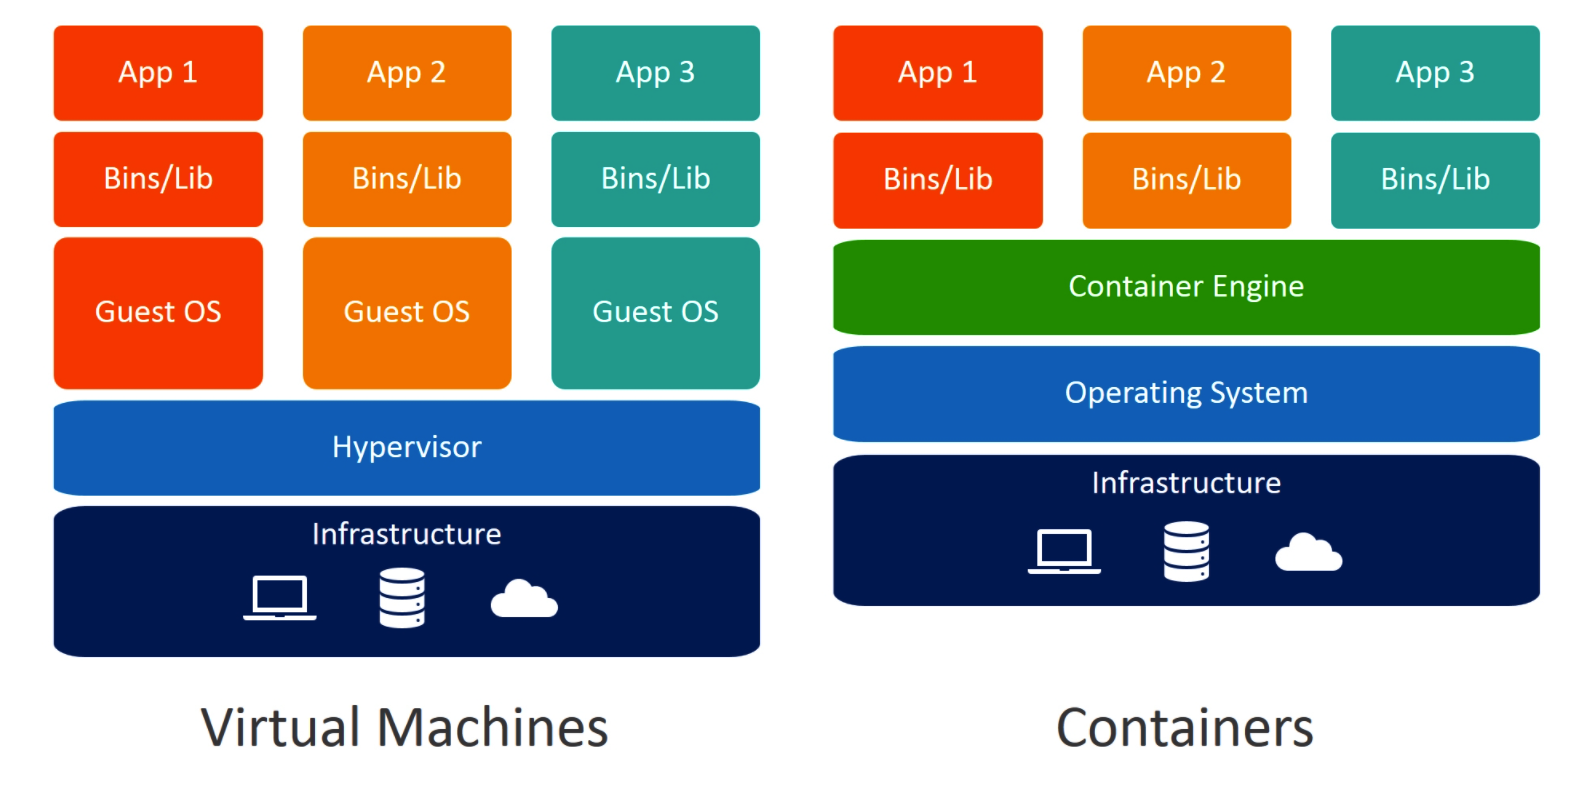 App 1
App 2
App 3
Bins/Lib
Bins/Lib
Bins/Lib
Guest OS
Guest OS
Guest OS
Hypervisor
Infrastructure
Virtual Machines
App 1
App 2
App 3
Bins/Lib
Bins/Lib
Bins/Lib
Container Engine
Operating System
Infrastructure
Containers